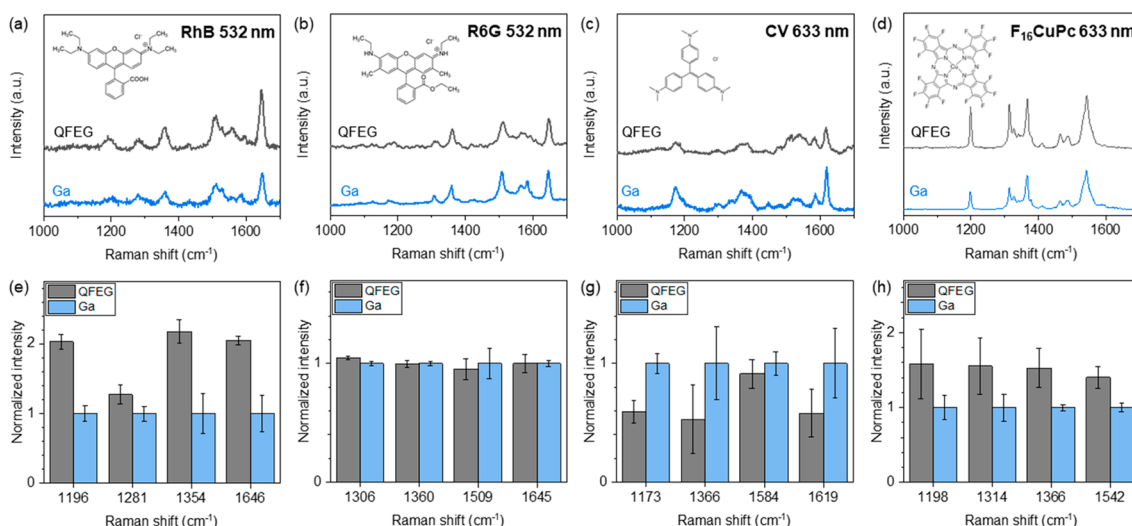 (a)
RhB 532 nm
QFEG
Ga
Intensity (a.u.)
1000 1200 1400 1600
Raman shift (cm⁻¹)
(b)
R6G 532 nm
QFEG
Ga
Intensity (a.u.)
1000 1200 1400 1600
Raman shift (cm⁻¹)
(c)
CV 633 nm
QFEG
Ga
Intensity (a.u.)
1000 1200 1400 1600
Raman shift (cm⁻¹)
(d)
F₁₆CuPc 633 nm
QFEG
Ga
Intensity (a.u.)
1000 1200 1400 1600
Raman shift (cm⁻¹)
(e)
QFEG
Ga
Normalized intensity
2
1
0
1196 1281 1354 1646
Raman shift (cm⁻¹)
(f)
QFEG
Ga
Normalized intensity
1
0
1306 1360 1509 1645
Raman shift (cm⁻¹)
(g)
QFEG
Ga
Normalized intensity
1
0
1173 1366 1584 1619
Raman shift (cm⁻¹)
(h)
QFEG
Ga
Normalized intensity
2
1
0
1198 1314 1366 1542
Raman shift (cm⁻¹)